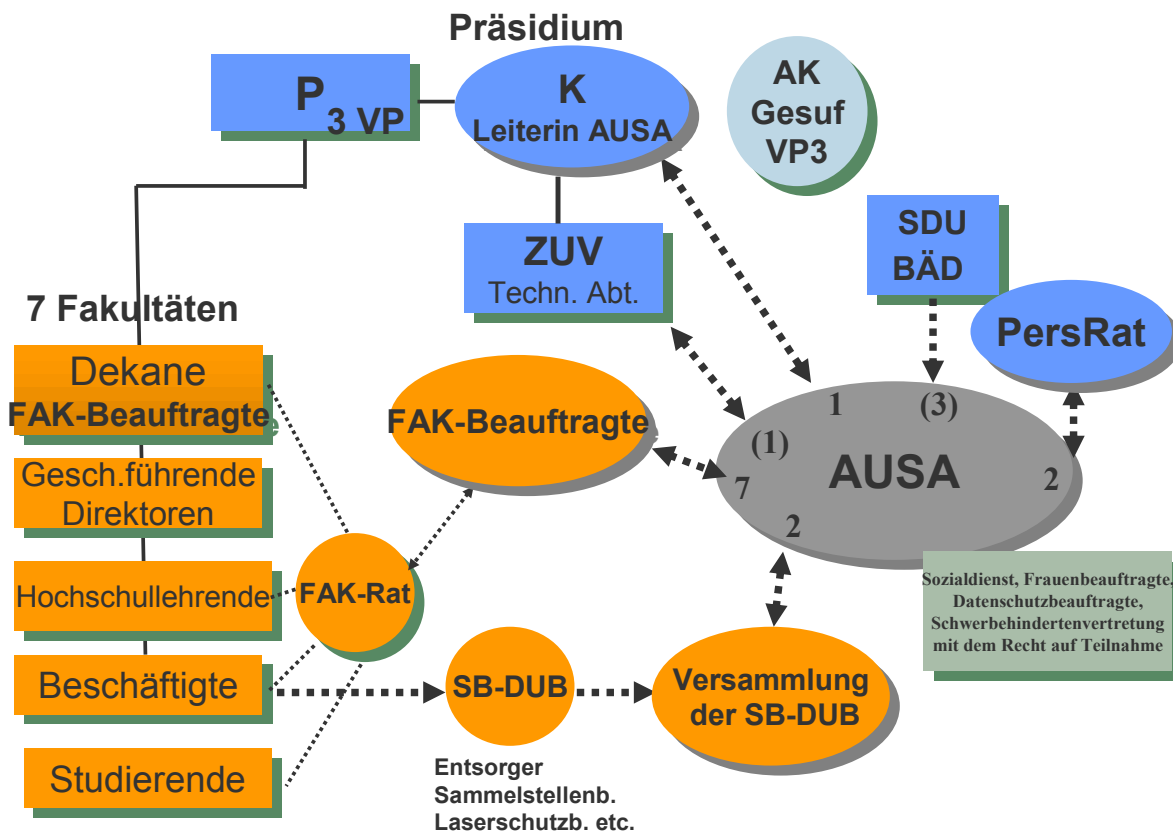 Präsidium
P
3 VP
K
Leiterin AUSA
AK
Gesuf
VP3
ZUV
Techn. Abt.
SDU
BÄD
PersRat
7 Fakultäten
Dekane
FAK-Beauftragte
Gesch.führende
Direktoren
Hochschullehrende
Beschäftigte
Studierende
FAK-Beauftragte
FAK-Rat
1
(3)
(1)
AUSA
7
2
2
Sozialdienst, Frauenbeauftragte,
Datenschutzbeauftragte,
Schwerbehindertenvertretung
mit dem Recht auf Teilnahme
SB-DUB
Versammlung
der SB-DUB
Entsorger
Sammelstellenb.
Laserschutzb. etc.